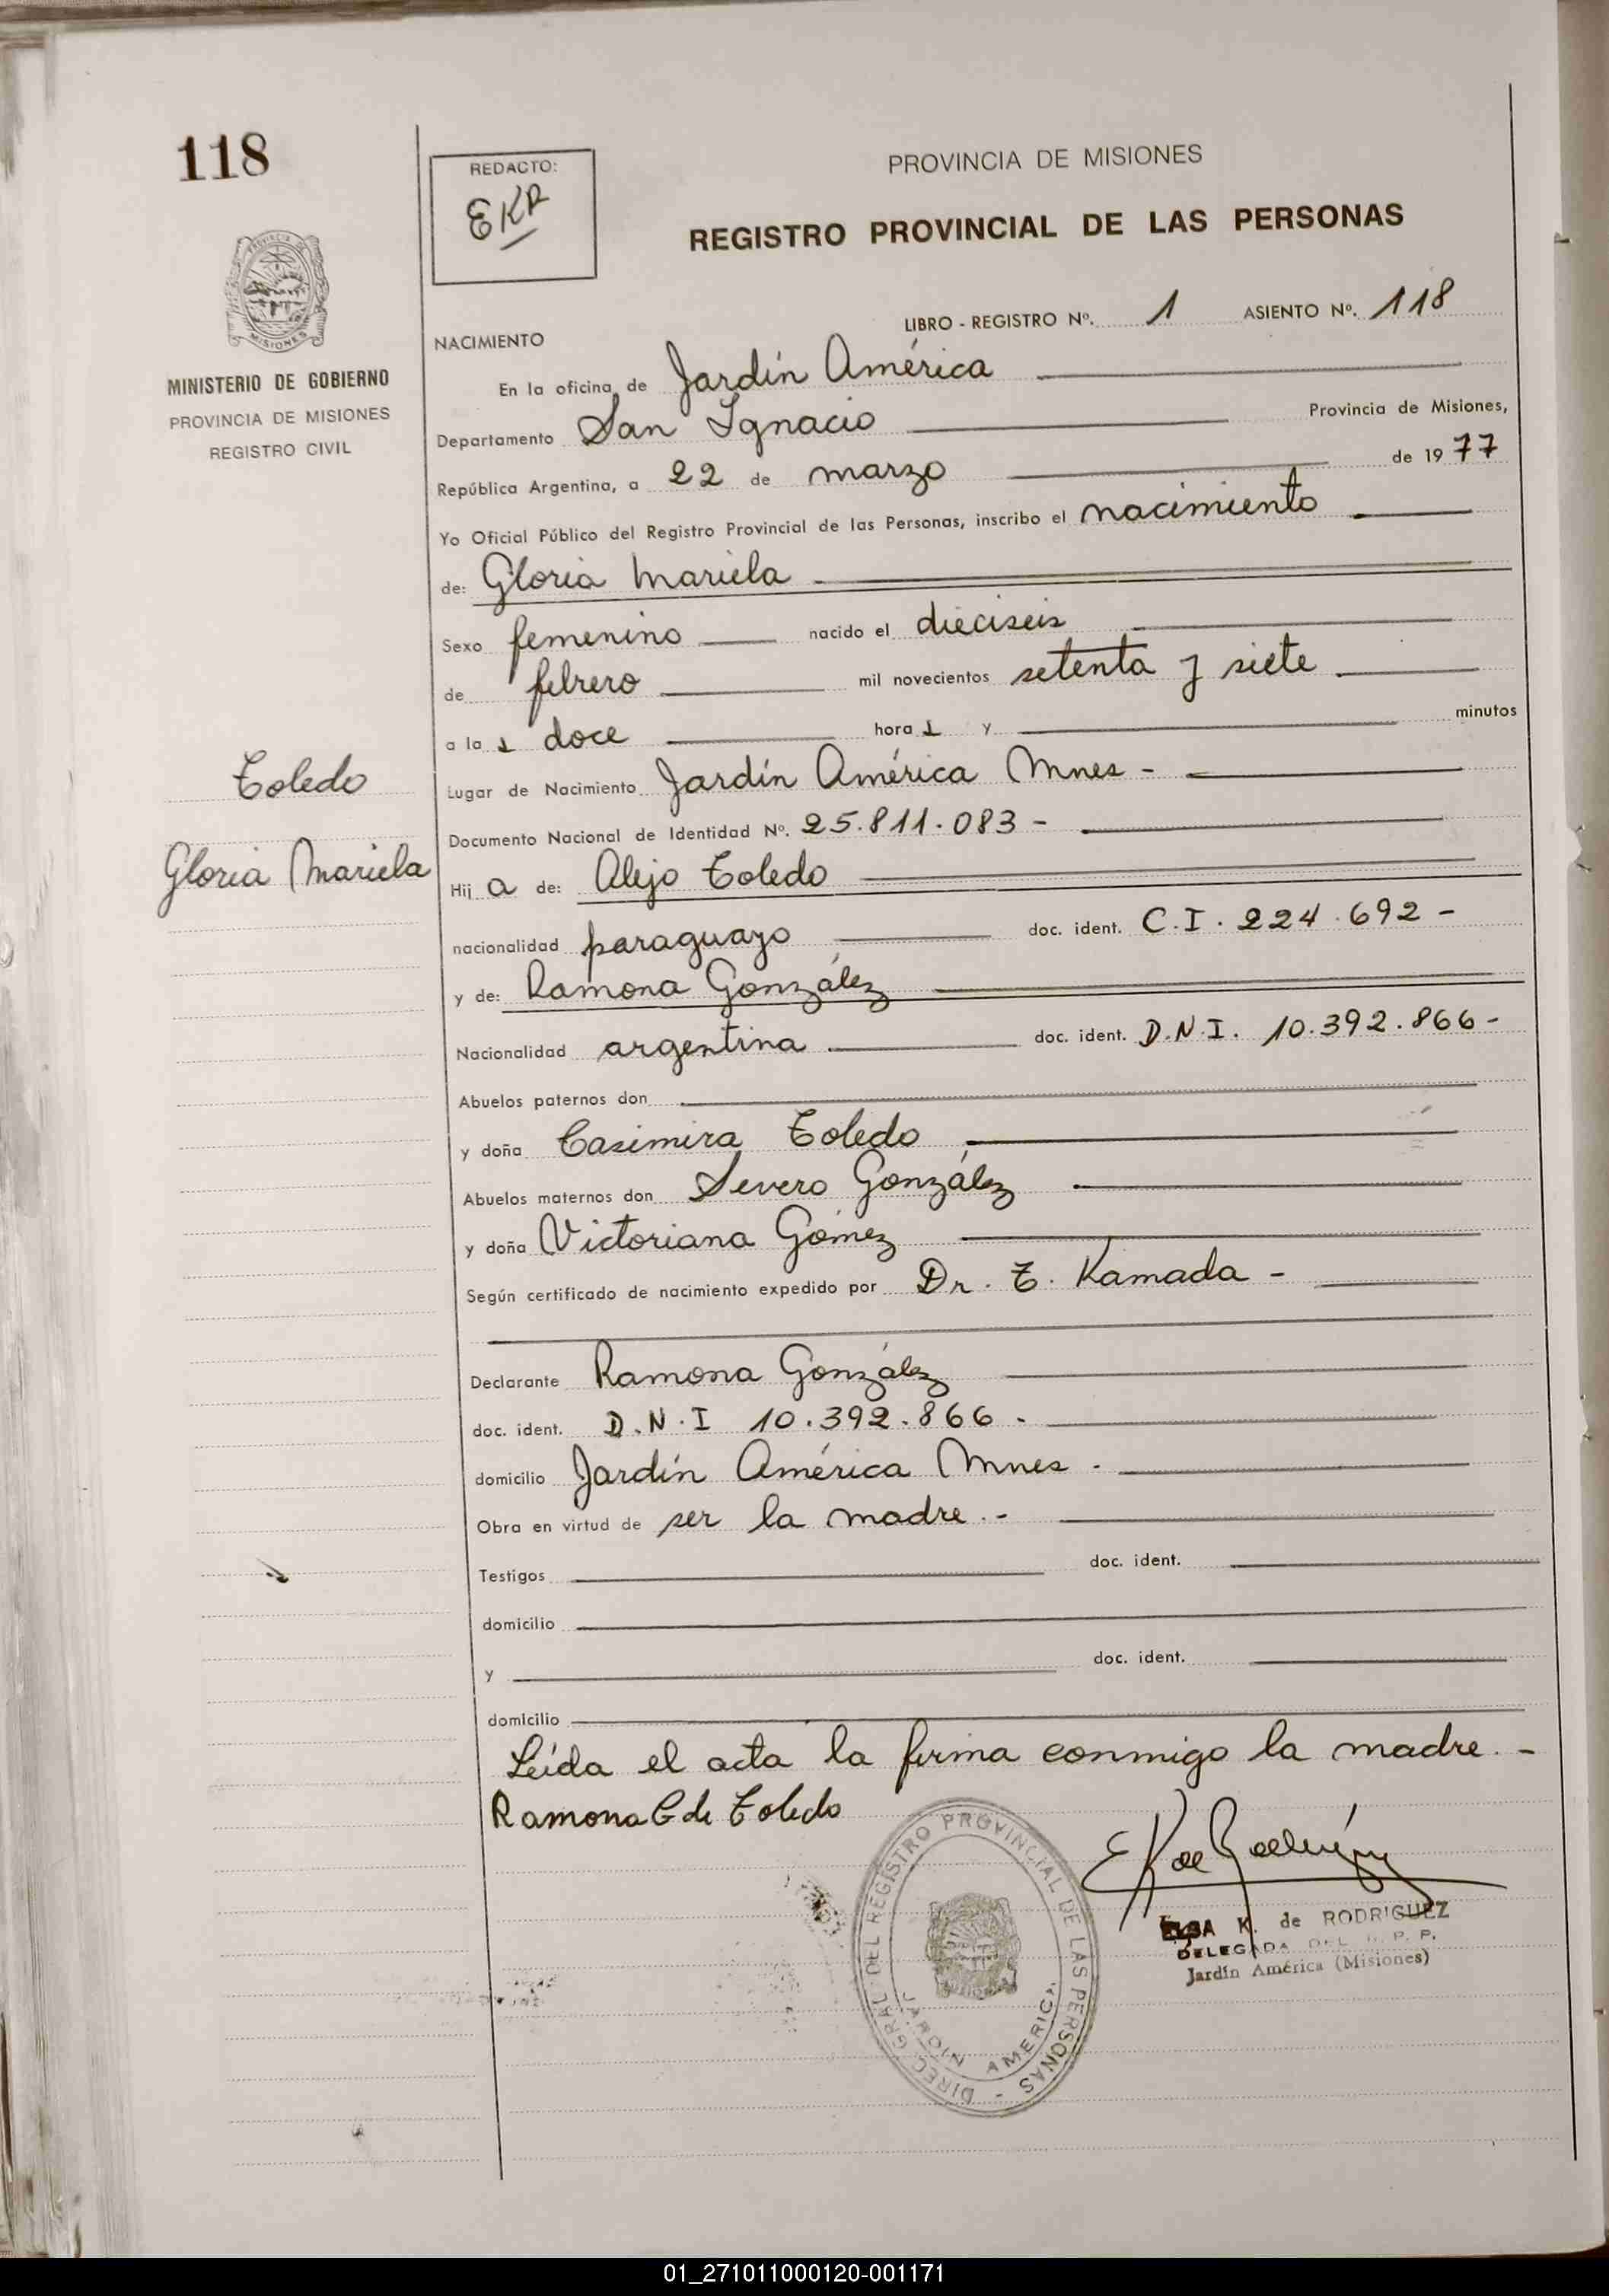 118
REDACTO:
EKR
PROVINCIA DE MISIONES
REGISTRO PROVINCIAL DE LAS PERSONAS
MISIONES
MINISTERIO DE GOBIERNO
PROVINCIA DE MISIONES
REGISTRO CIVIL
LIBRO - REGISTRO Nº. 1 ASIENTO Nº. 118
NACIMIENTO
En la oficina de Jardín América
Departamento San Ignacio Provincia de Misiones,
República Argentina, a 22 de marzo de 1977
Yo Oficial Público del Registro Provincial de las Personas, inscribo el nacimiento
de: Gloria Mariela
Sexo femenino nacido el dieciseis
de febrero mil novecientos setenta y siete
a las doce horas y minutos
Toledo
Gloria Mariela
Lugar de Nacimiento Jardín América Mnes -
Documento Nacional de Identidad Nº. 25.811.083 -
Hija de: Alejo Toledo
nacionalidad paraguayo doc. ident. C.I. 224.692 -
y de: Ramona González
Nacionalidad argentina doc. ident. D.N.I. 10.392.866 -
Abuelos paternos don
y doña Casimira Toledo
Abuelos maternos don Severo González
y doña Victoriana Gómez
Según certificado de nacimiento expedido por Dr. T. Kamada -
Declarante Ramona González
doc. ident. D.N.I 10.392.866 -
domicilio Jardín América Mnes -
Obra en virtud de ser la madre. -
Testigos doc. ident.
domicilio
y doc. ident.
domicilio
Leída el acta la firma conmigo la madre. -
Ramona G de Toledo
EK de Rodríguez
DIREC. GRAL. DEL REGISTRO PROVINCIAL DE LAS PERSONAS -
JARDIN AMERICA
ELSA K. de RODRIGUEZ
DELEGADA DEL R. P. P.
Jardín América (Misiones)
01_271011000120-001171